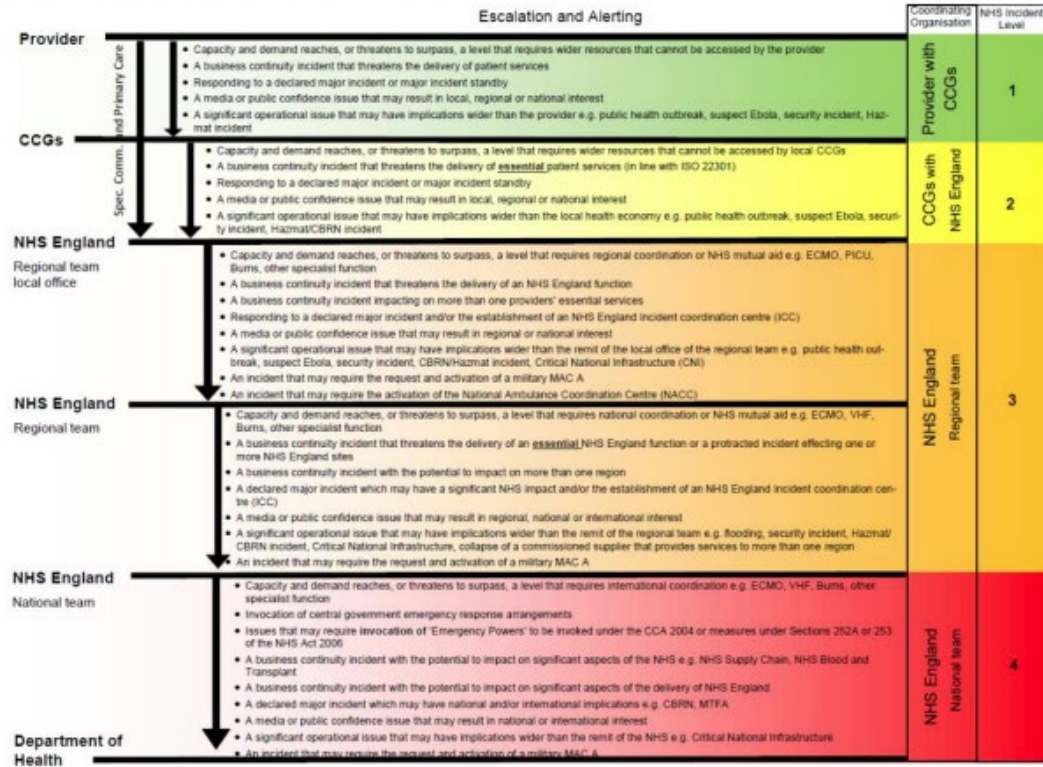 Escalation and Alerting
Coordinating
Organisation
NHS Incident
Level
Provider
Spec. Comm. and Primary Care
• Capacity and demand reaches, or threatens to surpass, a level that requires wider resources that cannot be accessed by the provider
• A business continuity incident that threatens the delivery of patient services
• Responding to a declared major incident or major incident standby
• A media or public confidence issue that may result in local, regional or national interest
• A significant operational issue that may have implications wider than the provider e.g. public health outbreak, suspect Ebola, security incident, Haz-
mat incident
Provider with
CCGs
1
CCGs
• Capacity and demand reaches, or threatens to surpass, a level that requires wider resources that cannot be accessed by local CCGs
• A business continuity incident that threatens the delivery of essential patient services (in line with ISO 22301)
• Responding to a declared major incident or major incident standby
• A media or public confidence issue that may result in local, regional or national interest
• A significant operational issue that may have implications wider than the local health economy e.g. public health outbreak, suspect Ebola, secur-
ity incident, Hazmat/CBRN incident
CCGs with
NHS England
2
NHS England
Regional team
local office
• Capacity and demand reaches, or threatens to surpass, a level that requires regional coordination or NHS mutual aid e.g. ECMO, PICU,
Burns, other specialist function
• A business continuity incident that threatens the delivery of an NHS England function
• A business continuity incident impacting on more than one providers' essential services
• Responding to a declared major incident and/or the establishment of an NHS England Incident coordination centre (ICC)
• A media or public confidence issue that may result in regional or national interest
• A significant operational issue that may have implications wider than the remit of the local office of the regional team e.g. public health out-
break, suspect Ebola, security incident, CBRN/Hazmat incident, Critical National Infrastructure (CNI)
• An incident that may require the request and activation of a military MAC A
• An incident that may require the activation of the National Ambulance Coordination Centre (NACC)
NHS England
Regional team
3
NHS England
Regional team
• Capacity and demand reaches, or threatens to surpass, a level that requires national coordination or NHS mutual aid e.g. ECMO, VHF,
Burns, other specialist function
• A business continuity incident that threatens the delivery of an essential NHS England function or a protracted incident effecting one or
more NHS England sites
• A business continuity incident with the potential to impact on more than one region
• A declared major incident which may have a significant NHS impact and/or the establishment of an NHS England Incident coordination cen-
tre (ICC)
• A media or public confidence issue that may result in regional, national or international interest
• A significant operational issue that may have implications wider than the remit of the regional team e.g. flooding, security incident, Hazmat/
CBRN incident, Critical National Infrastructure, collapse of a commissioned supplier that provides services to more than one region
• An incident that may require the request and activation of a military MAC A
NHS England
National team
• Capacity and demand reaches, or threatens to surpass, a level that requires international coordination e.g. ECMO, VHF, Burns, other
specialist function
• Invocation of central government emergency response arrangements
• Issues that may require invocation of 'Emergency Powers' to be invoked under the CCA 2004 or measures under Sections 252A or 253
of the NHS Act 2006
• A business continuity incident with the potential to impact on significant aspects of the NHS e.g. NHS Supply Chain, NHS Blood and
Transplant
• A business continuity incident with the potential to impact on significant aspects of the delivery of NHS England
• A declared major incident which may have national and/or international implications e.g. CBRN, MTFA
• A media or public confidence issue that may result in national or international interest
• A significant operational issue that may have implications wider than the remit of the NHS e.g. Critical National Infrastructure
• An incident that may require the request and activation of a military MAC A
NHS England
National team
4
Department of
Health